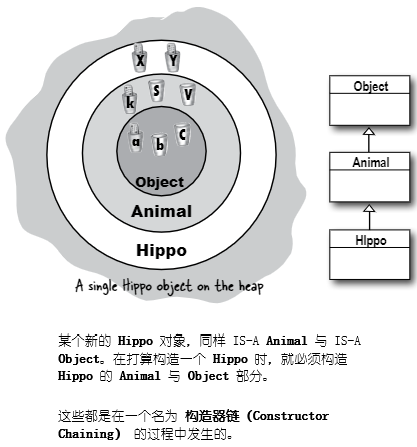 X Y
k S V
a b C
Object
Animal
Hippo
A single Hippo object on the heap
Object
Animal
Hippo
某个新的 Hippo 对象, 同样 IS-A Animal 与 IS-A
Object。在打算构造一个 Hippo 时, 就必须构造
Hippo 的 Animal 与 Object 部分。
这些都是在一个名为 构造器链 (Constructor
Chaining) 的过程中发生的。